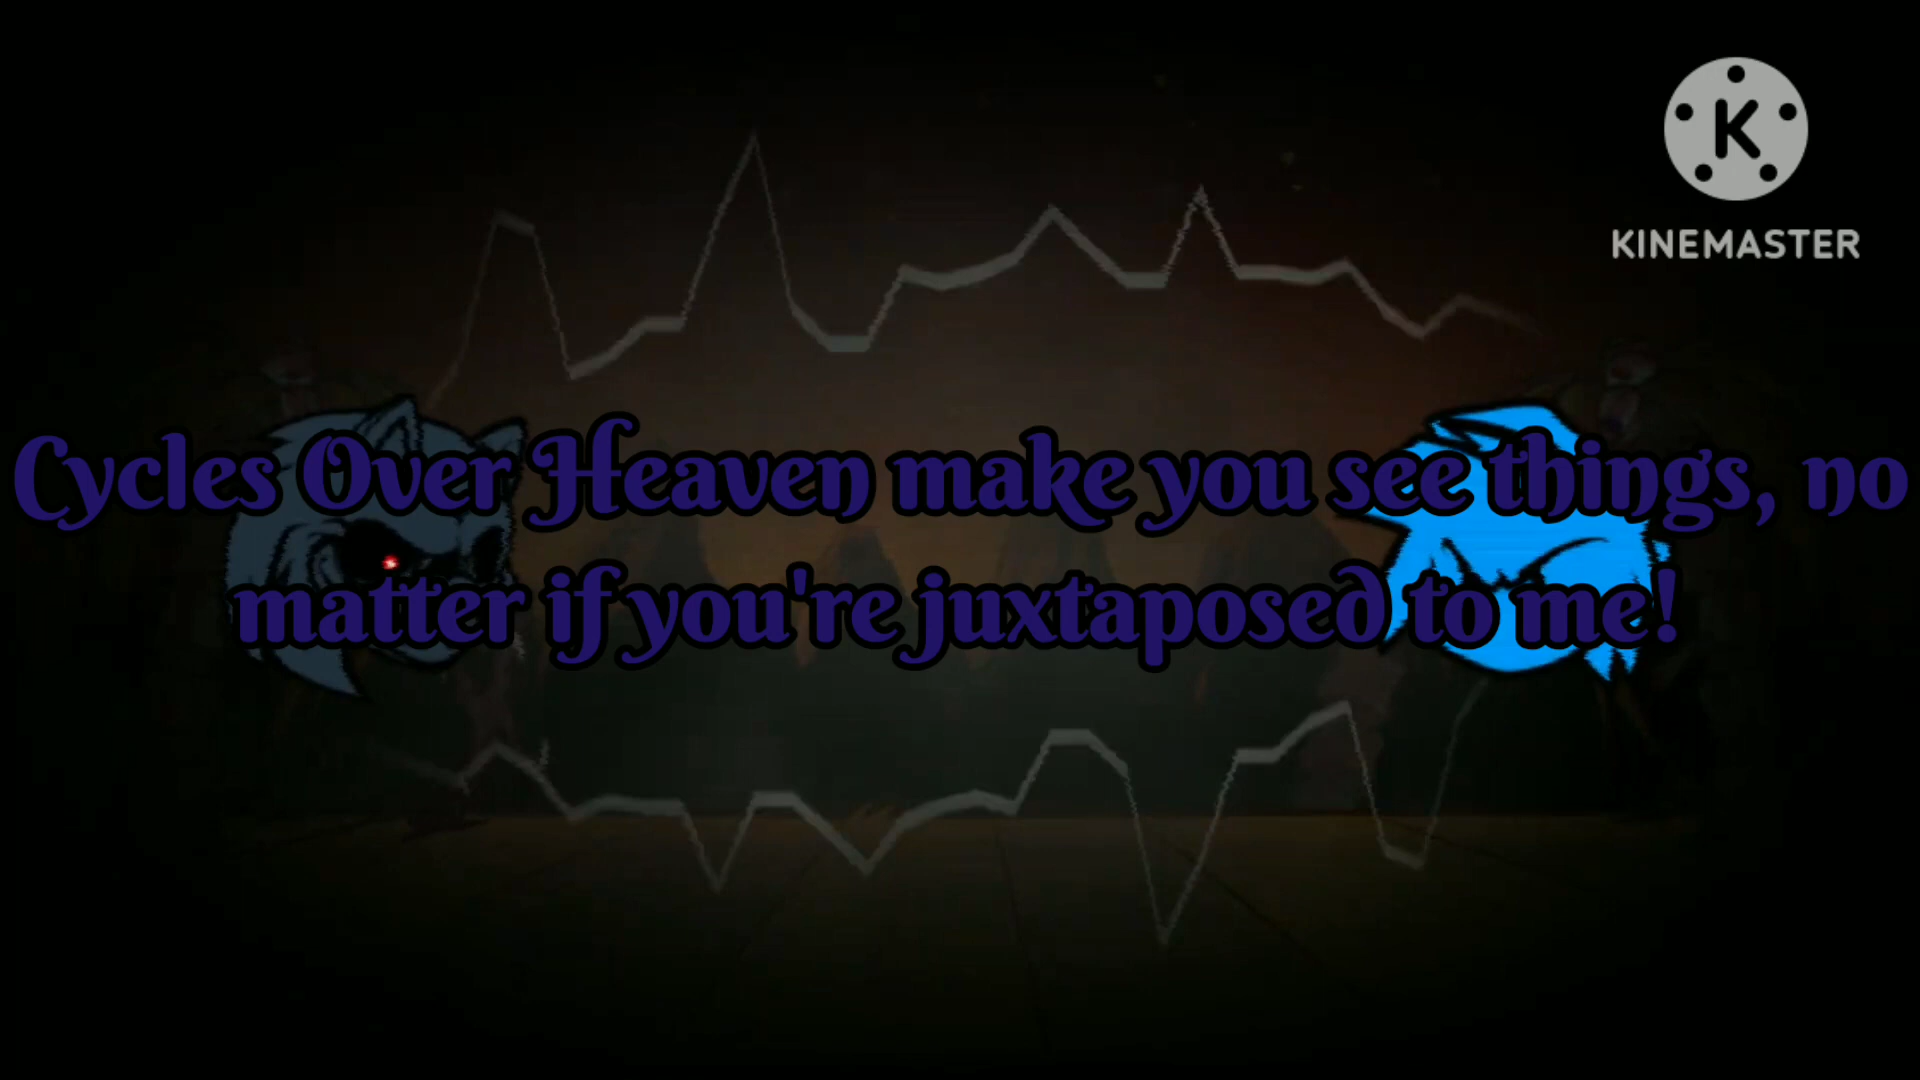 K
KINEMASTER
Cycles Over Heaven make you see things, no
matter if you're juxtaposed to me!